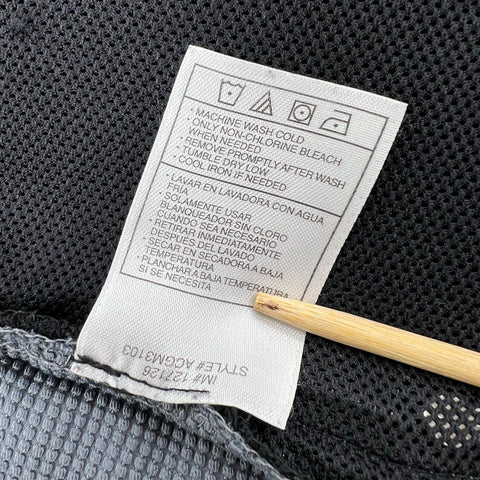 • MACHINE WASH COLD
• ONLY NON-CHLORINE BLEACH
WHEN NEEDED
• REMOVE PROMPTLY AFTER WASH
• TUMBLE DRY LOW
• COOL IRON IF NEEDED
• LAVAR EN LAVADORA CON AGUA
FRIA
• SOLAMENTE USAR
BLANQUEADOR SIN CLORO
CUANDO SEA NECESARIO
• RETIRAR INMEDIATAMENTE
DESPUES DEL LAVADO
• SECAR EN SECADORA A BAJA
TEMPERATURA
• PLANCHAR A BAJA TEMPERATURA
SI SE NECESITA
STYLE# ACGM3103
IM# 127126